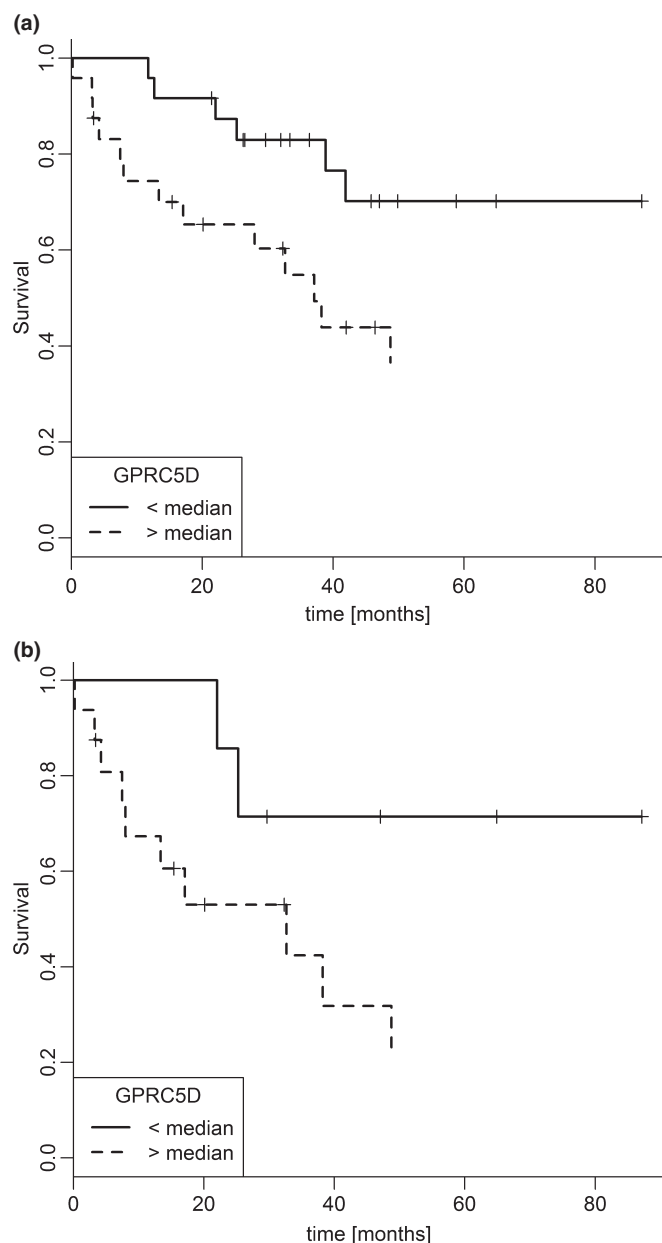 (a)
1.0
0.8
0.6
0.4
0.2
0.0
Survival
GPRC5D
< median
> median
0 20 40 60 80
time [months]
(b)
1.0
0.8
0.6
0.4
0.2
0.0
Survival
GPRC5D
< median
> median
0 20 40 60 80
time [months]